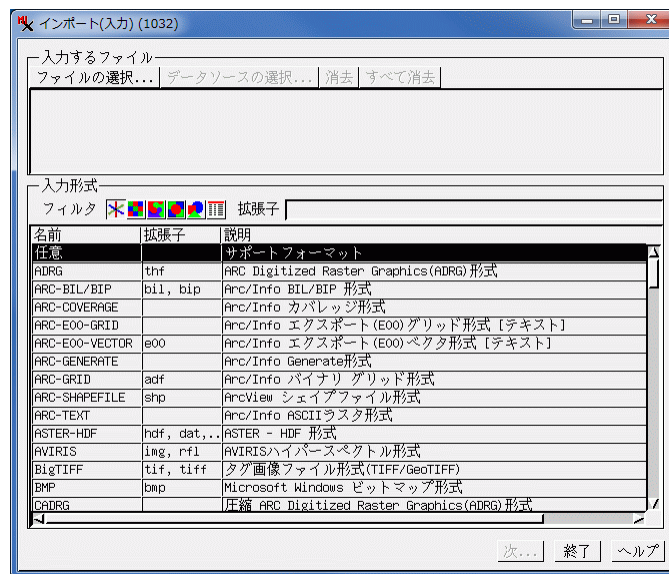 インポート(入力) (1032)
入力するファイル
ファイルの選択... データソースの選択... 消去 すべて消去
入力形式
フィルタ 拡張子
名前 拡張子 説明
任意 サポートフォーマット
ADRG thf ARC Digitized Raster Graphics(ADRG)形式
ARC-BIL/BIP bil, bip Arc/Info BIL/BIP 形式
ARC-COVERAGE Arc/Info カバレッジ形式
ARC-E00-GRID Arc/Info エクスポート(E00)グリッド形式 [テキスト]
ARC-E00-VECTOR e00 Arc/Info エクスポート(E00)ベクタ形式 [テキスト]
ARC-GENERATE Arc/Info Generate形式
ARC-GRID adf Arc/Info バイナリ グリッド形式
ARC-SHAPEFILE shp ArcView シェイプファイル形式
ARC-TEXT Arc/Info ASCIIラスタ形式
ASTER-HDF hdf, dat,.. ASTER - HDF 形式
AVIRIS img, rfl AVIRISハイパースペクトル形式
BigTIFF tif, tiff タグ画像ファイル形式(TIFF/GeoTIFF)
BMP bmp Microsoft Windows ビットマップ形式
CADRG 圧縮 ARC Digitized Raster Graphics(ADRG)形式
次... 終了 ヘルプ